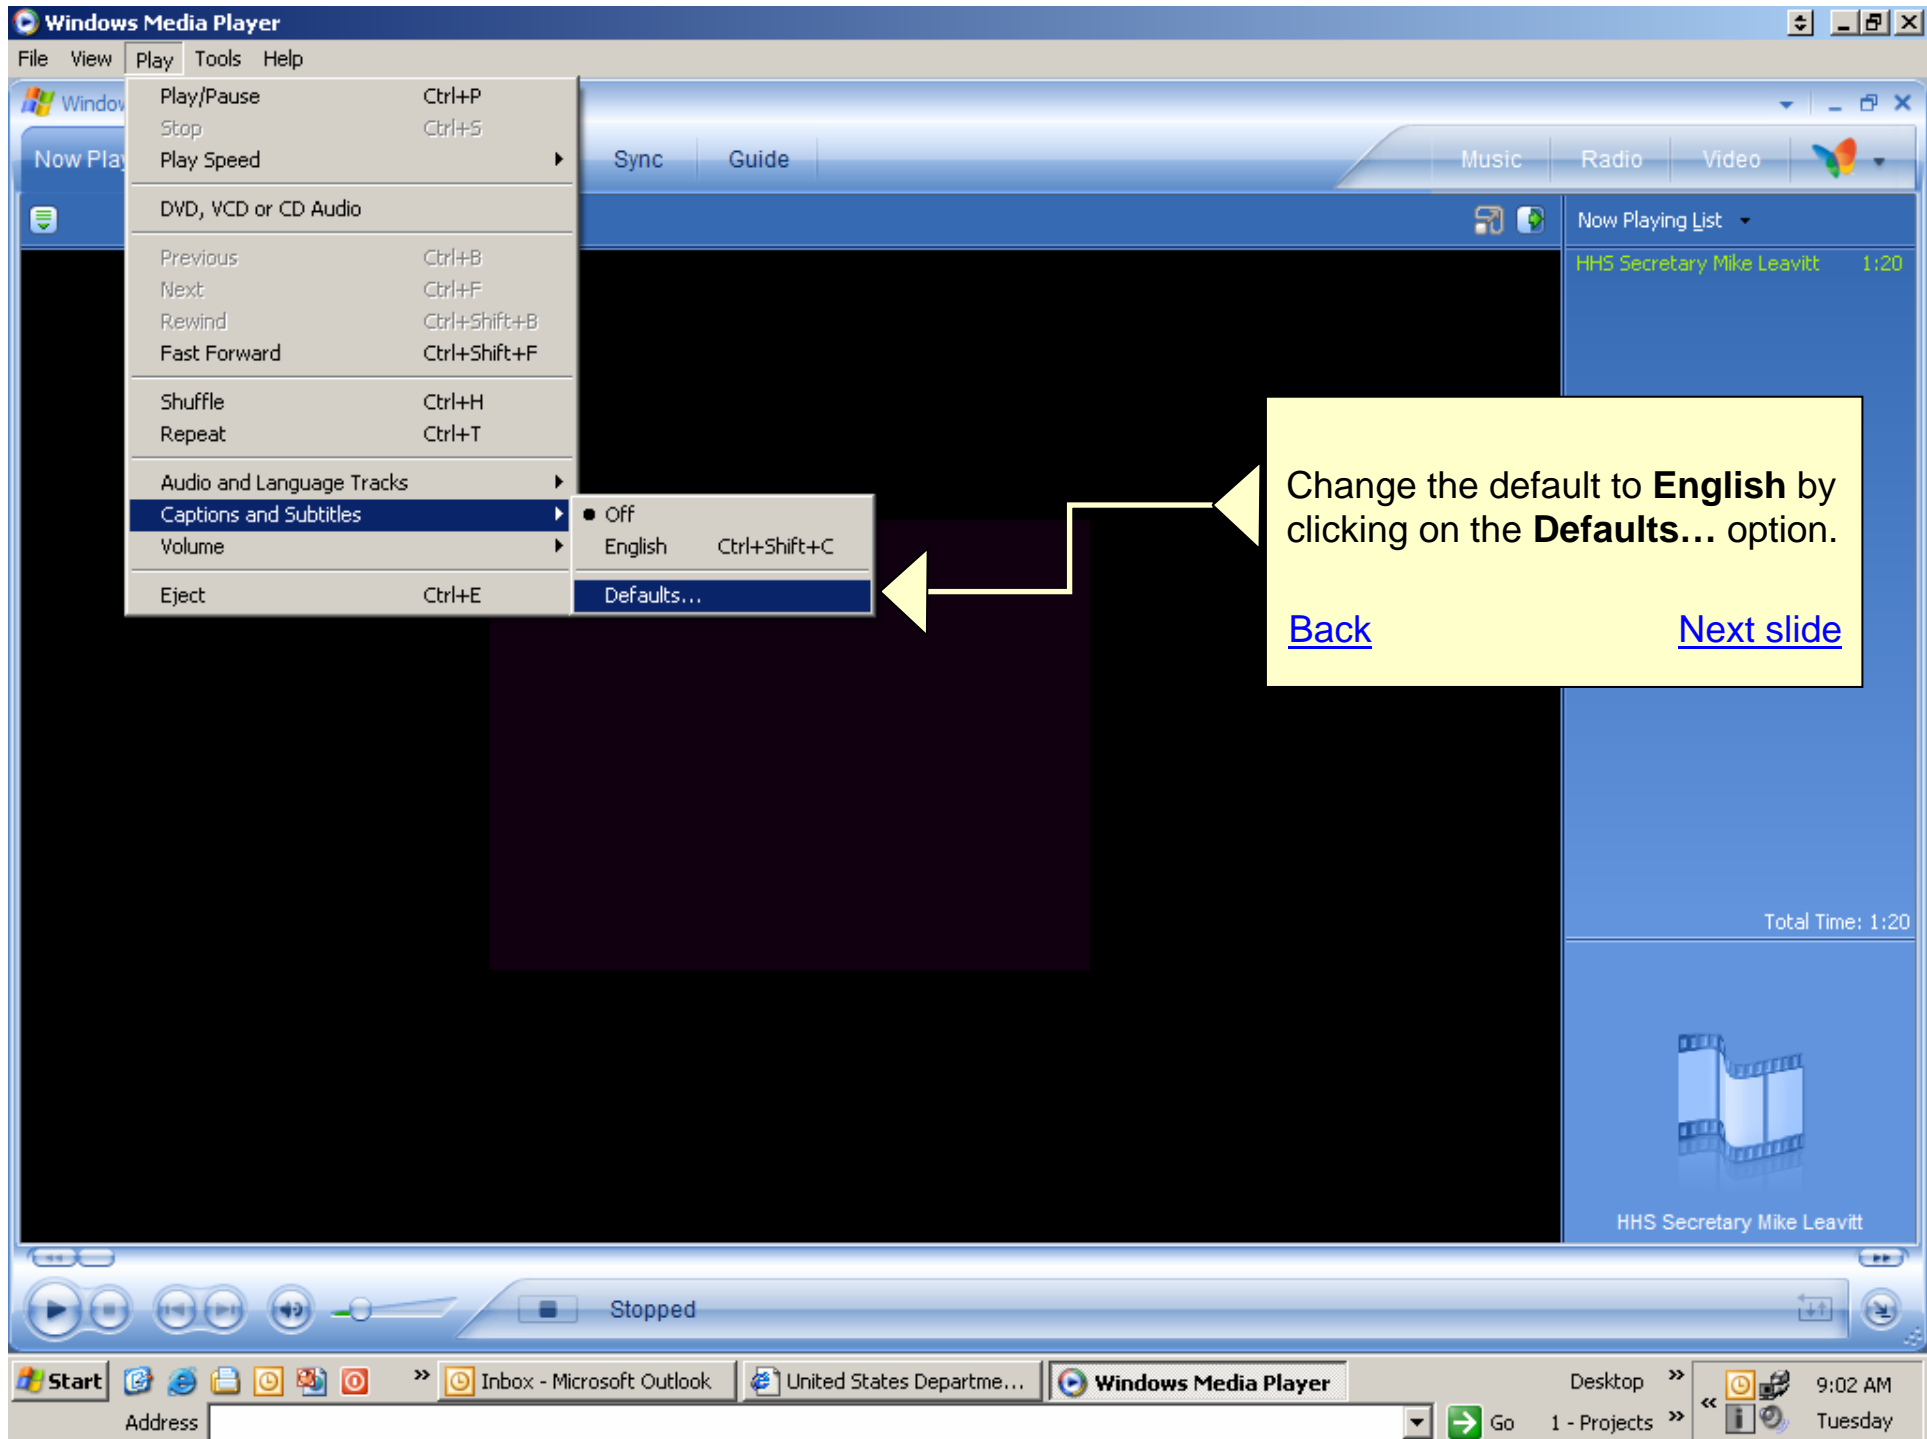 Windows Media Player
File View Play Tools Help
Window
Now Play
Sync Guide
Music Radio Video
Play/Pause Ctrl+P
Stop Ctrl+S
Play Speed
DVD, VCD or CD Audio
Previous Ctrl+B
Next Ctrl+F
Rewind Ctrl+Shift+B
Fast Forward Ctrl+Shift+F
Shuffle Ctrl+H
Repeat Ctrl+T
Audio and Language Tracks
Captions and Subtitles
Volume
Eject Ctrl+E
Off
English Ctrl+Shift+C
Defaults...
Now Playing List
HHS Secretary Mike Leavitt 1:20
Change the default to English by
clicking on the Defaults… option.
Back Next slide
Total Time: 1:20
HHS Secretary Mike Leavitt
Stopped
Start » Inbox - Microsoft Outlook United States Departme... Windows Media Player Desktop » « 9:02 AM
Address Go 1 - Projects » Tuesday